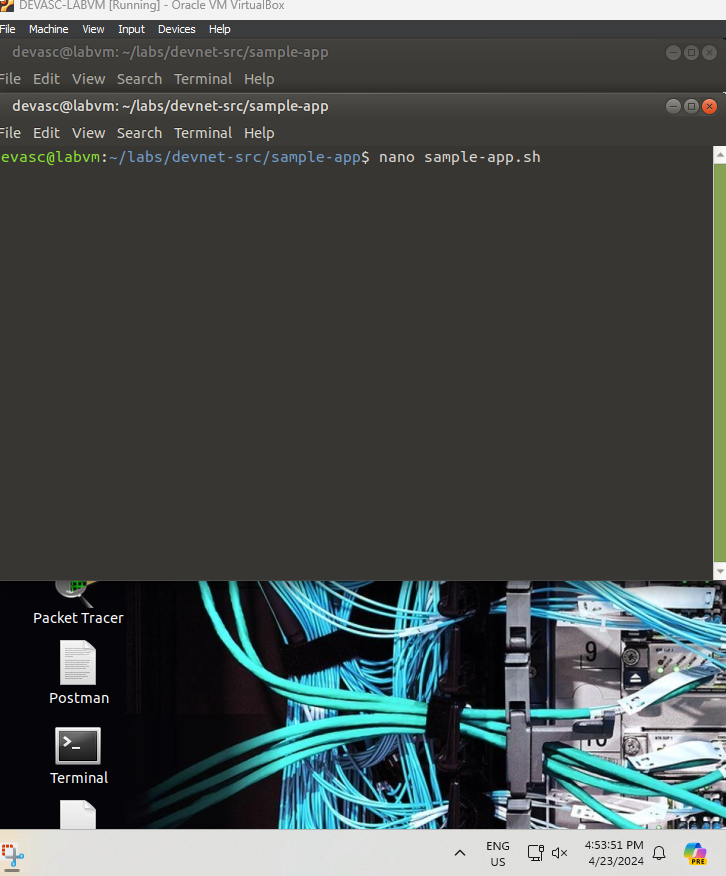 DEVASC-LABVM [Running] - Oracle VM VirtualBox
File Machine View Input Devices Help
devasc@labvm: ~/labs/devnet-src/sample-app
File Edit View Search Terminal Help
devasc@labvm: ~/labs/devnet-src/sample-app
File Edit View Search Terminal Help
evasc@labvm:~/labs/devnet-src/sample-app$ nano sample-app.sh
Packet Tracer
9
Postman
10
Terminal
ENG
US
4:53:51 PM
4/23/2024
PRE